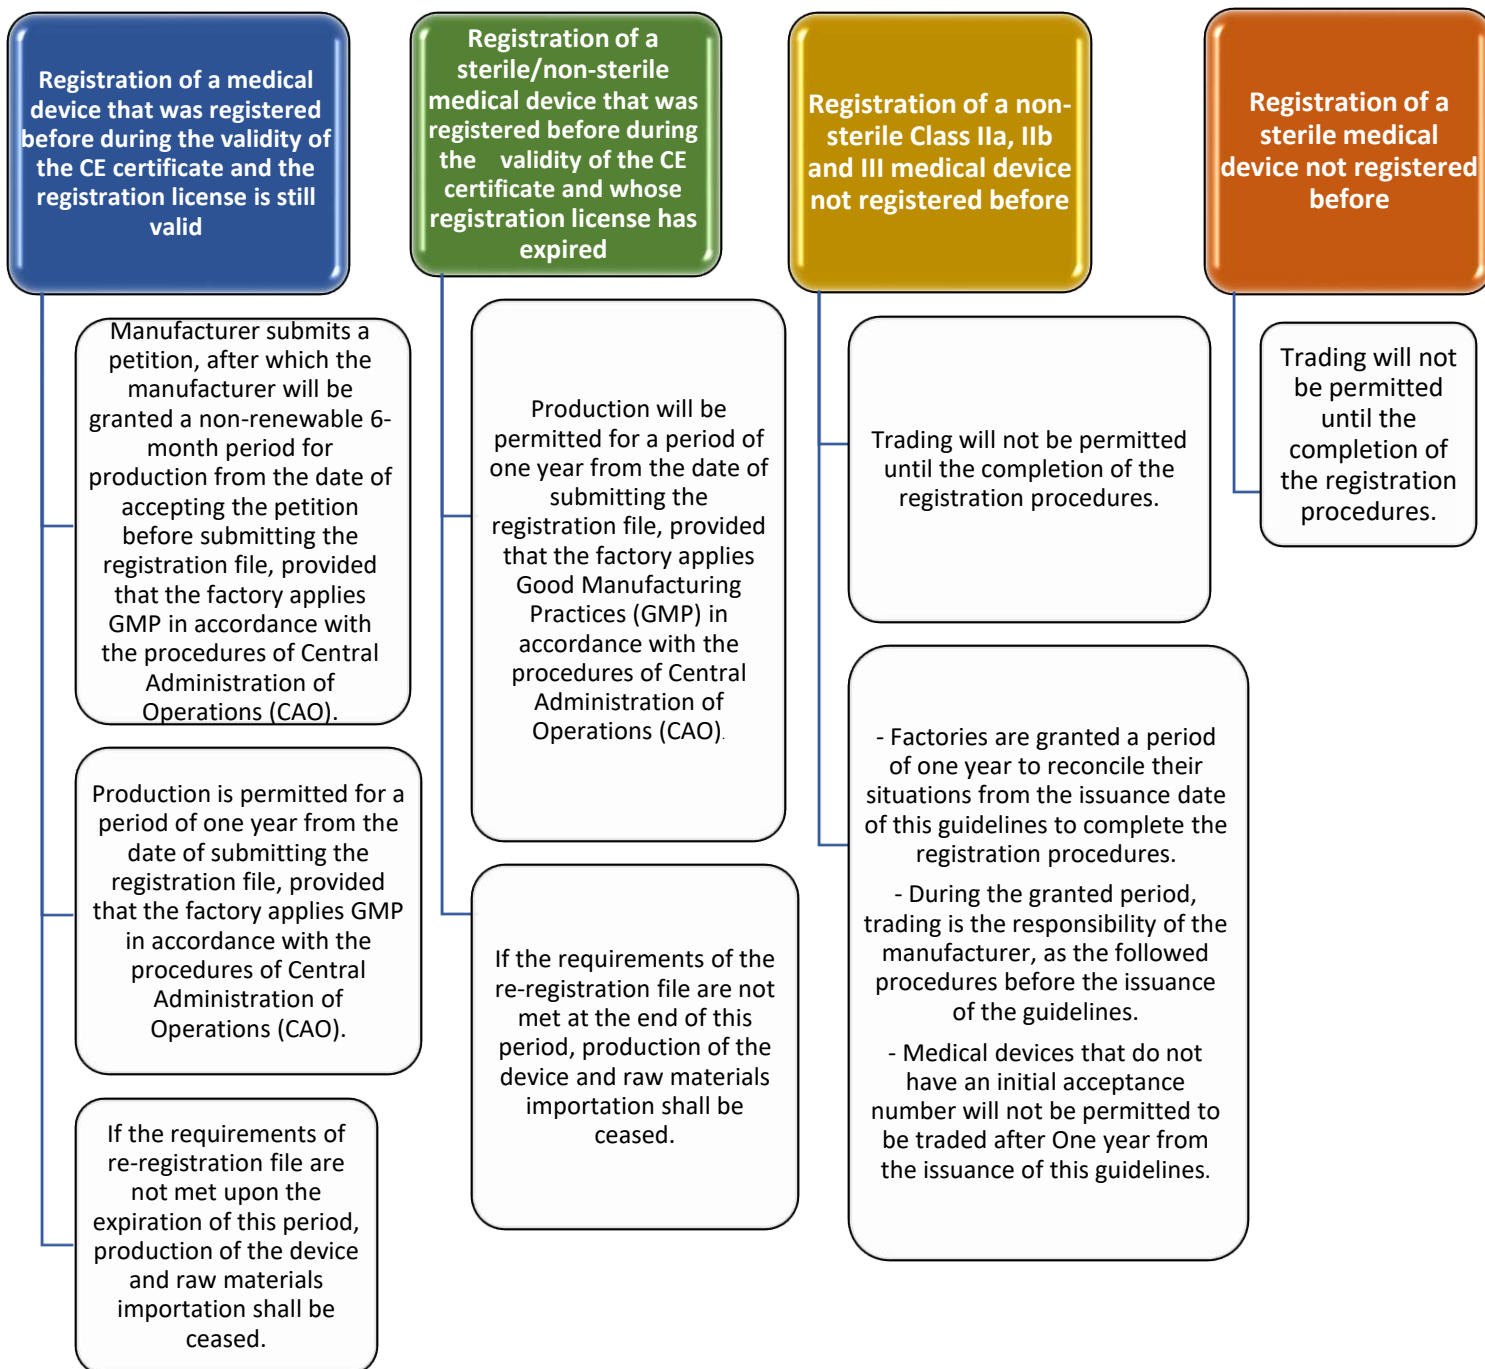 Registration of a medical
device that was registered
before during the validity of
the CE certificate and the
registration license is still
valid
Manufacturer submits a
petition, after which the
manufacturer will be
granted a non-renewable 6-
month period for
production from the date of
accepting the petition
before submitting the
registration file, provided
that the factory applies
GMP in accordance with
the procedures of Central
Administration of
Operations (CAO).
Production is permitted for a
period of one year from the
date of submitting the
registration file, provided
that the factory applies GMP
in accordance with the
procedures of Central
Administration of
Operations (CAO).
If the requirements of
re-registration file are
not met upon the
expiration of this period,
production of the device
and raw materials
importation shall be
ceased.
Registration of a
sterile/non-sterile
medical device that was
registered before during
the validity of the CE
certificate and whose
registration license has
expired
Production will be
permitted for a period of
one year from the date of
submitting the
registration file, provided
that the factory applies
Good Manufacturing
Practices (GMP) in
accordance with the
procedures of Central
Administration of
Operations (CAO).
If the requirements of the
re-registration file are not
met at the end of this
period, production of the
device and raw materials
importation shall be
ceased.
Registration of a non-
sterile Class IIa, IIb
and III medical device
not registered before
Trading will not be permitted
until the completion of the
registration procedures.
- Factories are granted a period
of one year to reconcile their
situations from the issuance date
of this guidelines to complete the
registration procedures.
- During the granted period,
trading is the responsibility of the
manufacturer, as the followed
procedures before the issuance
of the guidelines.
- Medical devices that do not
have an initial acceptance
number will not be permitted to
be traded after One year from
the issuance of this guidelines.
Registration of a
sterile medical
device not registered
before
Trading will not
be permitted
until the
completion of
the registration
procedures.